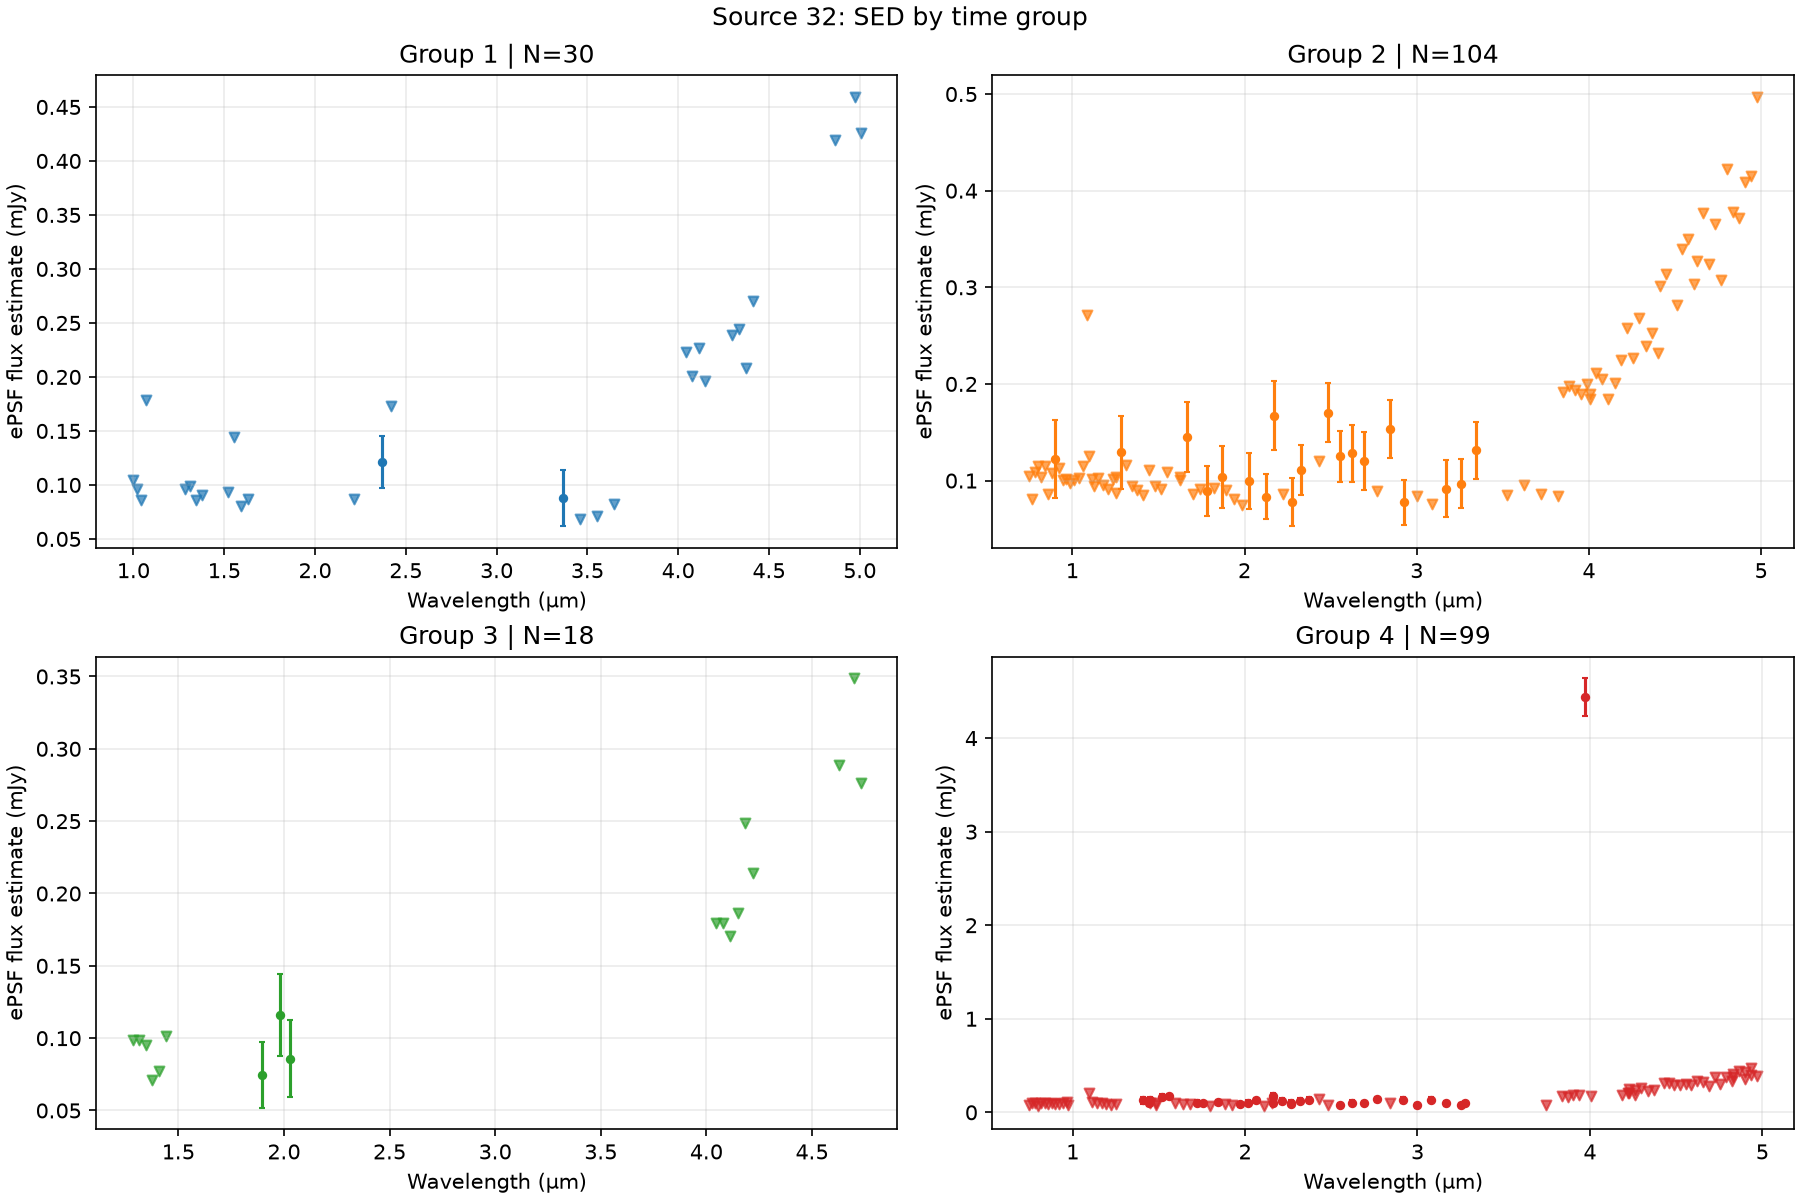 Source 32: SED by time group
Group 1 | N=30
ePSF flux estimate (mJy)
0.45
0.40
0.35
0.30
0.25
0.20
0.15
0.10
0.05
1.0 1.5 2.0 2.5 3.0 3.5 4.0 4.5 5.0
Wavelength (µm)
Group 2 | N=104
ePSF flux estimate (mJy)
0.5
0.4
0.3
0.2
0.1
1 2 3 4 5
Wavelength (µm)
Group 3 | N=18
ePSF flux estimate (mJy)
0.35
0.30
0.25
0.20
0.15
0.10
0.05
1.5 2.0 2.5 3.0 3.5 4.0 4.5
Wavelength (µm)
Group 4 | N=99
ePSF flux estimate (mJy)
4
3
2
1
0
1 2 3 4 5
Wavelength (µm)